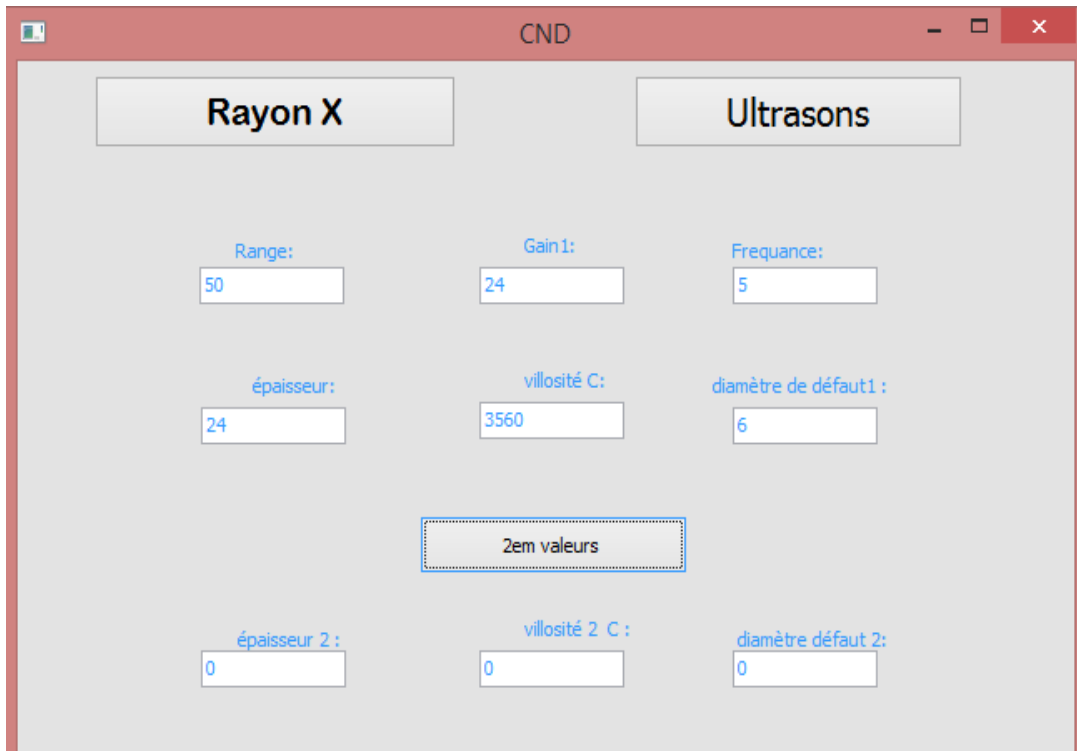 CND
Rayon X
Ultrasons
Range:
Gain1:
Frequance:
50
24
5
épaisseur:
villosité C:
diamètre de défaut1 :
24
3560
6
2em valeurs
épaisseur 2 :
villosité 2 C :
diamètre défaut 2:
0
0
0